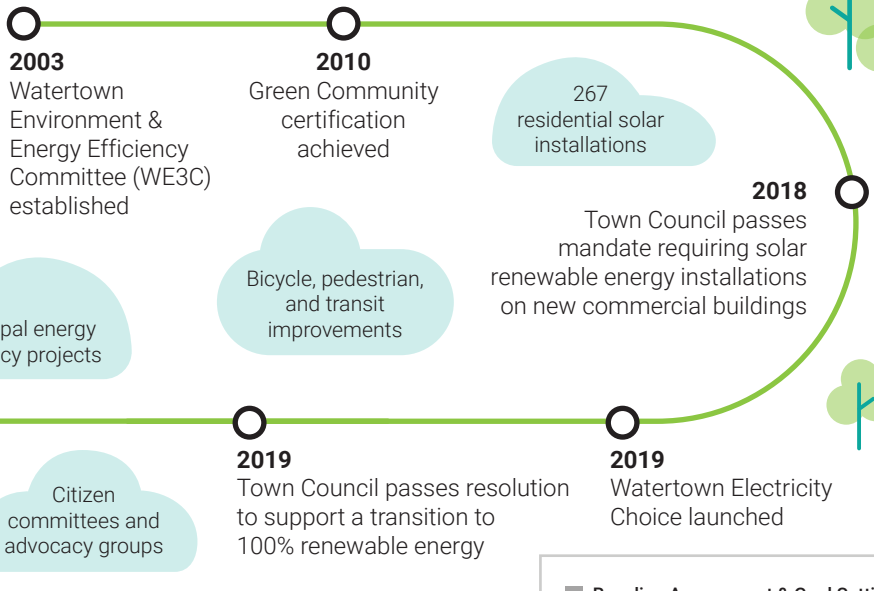 2003
Watertown
Environment &
Energy Efficiency
Committee (WE3C)
established
2010
Green Community
certification
achieved
267
residential solar
installations
2018
Town Council passes
mandate requiring solar
renewable energy installations
on new commercial buildings
Bicycle, pedestrian,
and transit
improvements
pal energy
cy projects
2019
Watertown Electricity
Choice launched
2019
Town Council passes resolution
to support a transition to
100% renewable energy
Citizen
committees and
advocacy groups